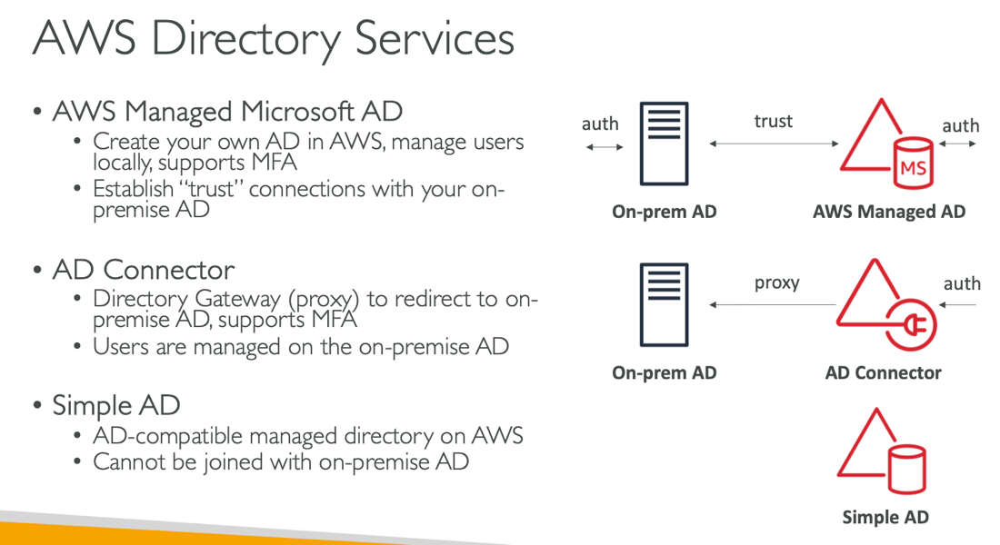 AWS Directory Services
• AWS Managed Microsoft AD
• Create your own AD in AWS, manage users
locally, supports MFA
• Establish “trust” connections with your on-
premise AD
• AD Connector
• Directory Gateway (proxy) to redirect to on-
premise AD, supports MFA
• Users are managed on the on-premise AD
• Simple AD
• AD-compatible managed directory on AWS
• Cannot be joined with on-premise AD
auth
trust
auth
MS
On-prem AD
AWS Managed AD
proxy
auth
On-prem AD
AD Connector
Simple AD